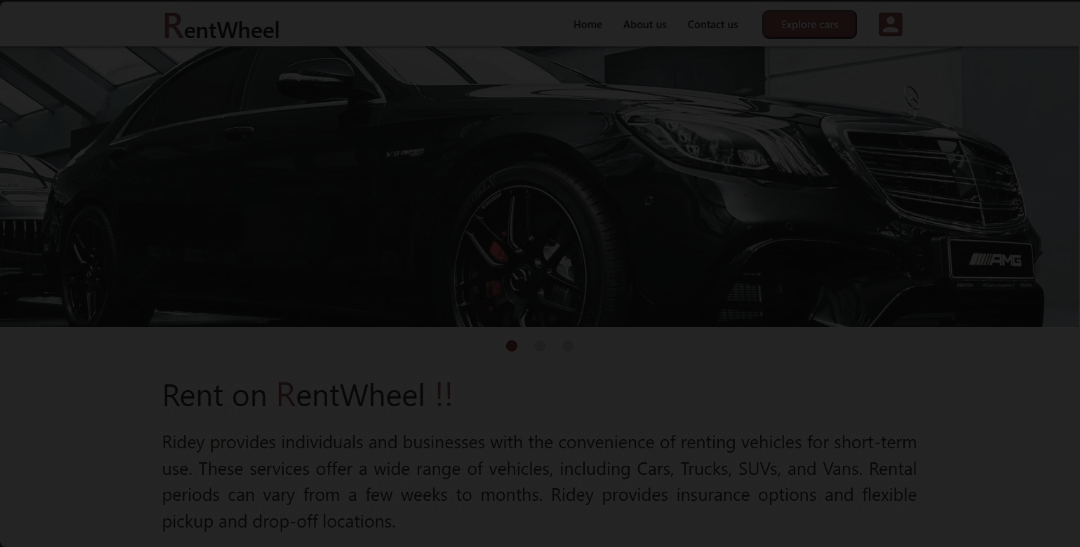 RentWheel
Home About us Contact us Explore cars
AMG
Rent on RentWheel !!
Ridey provides individuals and businesses with the convenience of renting vehicles for short-term
use. These services offer a wide range of vehicles, including Cars, Trucks, SUVs, and Vans. Rental
periods can vary from a few weeks to months. Ridey provides insurance options and flexible
pickup and drop-off locations.